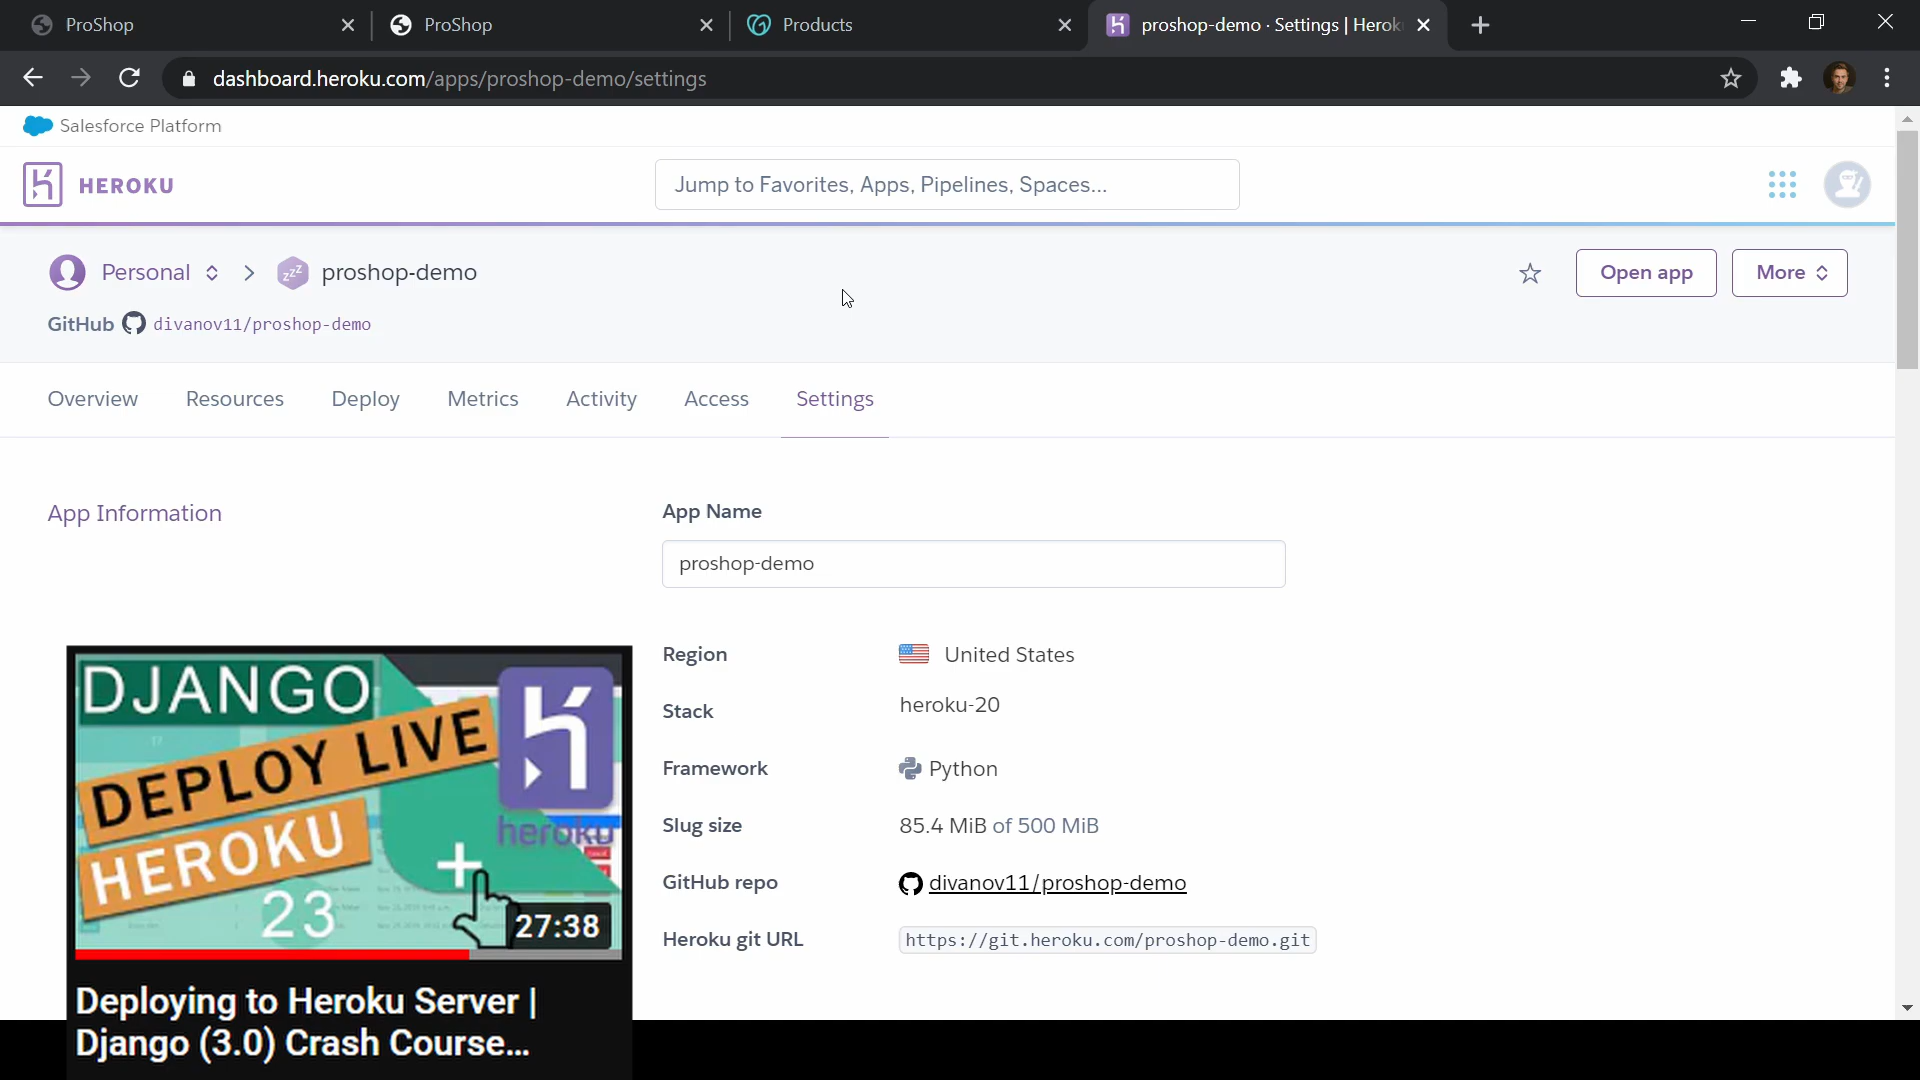 ProShop
ProShop
Products
proshop-demo · Settings | Herok
dashboard.heroku.com/apps/proshop-demo/settings
Salesforce Platform
HEROKU
Jump to Favorites, Apps, Pipelines, Spaces...
Personal
zzz
proshop-demo
Open app
More
GitHub divanov11/proshop-demo
Overview
Resources
Deploy
Metrics
Activity
Access
Settings
App Information
App Name
proshop-demo
Region
United States
Stack
heroku-20
Framework
Python
Slug size
85.4 MiB of 500 MiB
GitHub repo
divanov11/proshop-demo
Heroku git URL
https://git.heroku.com/proshop-demo.git
DJANGO
DEPLOY LIVE
HEROKU
heroku
23
27:38
Deploying to Heroku Server |
Django (3.0) Crash Course...